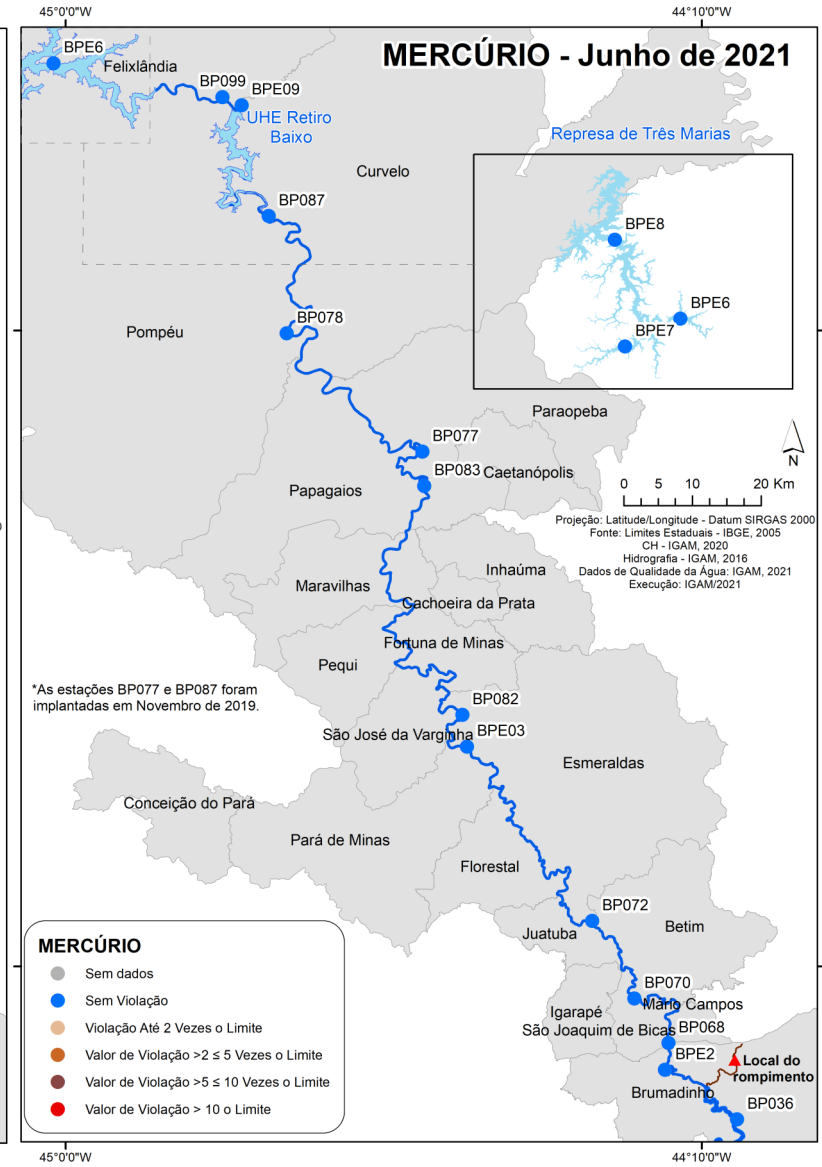 45°0'0"W
44°10'0"W
MERCÚRIO - Junho de 2021
BPE6
Felixlândia
BP099
BPE09
UHE Retiro
Baixo
Represa de Três Marias
Curvelo
BP087
BPE8
BPE6
BPE7
BP078
Pompéu
Paraopeba
BP077
BP083
Caetanópolis
Papagaios
N
0 5 10 20 Km
Projeção: Latitude/Longitude - Datum SIRGAS 2000
Fonte: Limites Estaduais - IBGE, 2005
CH - IGAM, 2020
Hidrografia - IGAM, 2016
Dados de Qualidade da Água: IGAM, 2021
Execução: IGAM/2021
Inhaúma
Maravilhas
Cachoeira da Prata
Fortuna de Minas
Pequi
*As estações BP077 e BP087 foram
implantadas em Novembro de 2019.
BP082
São José da Varginha
BPE03
Esmeraldas
Conceição do Pará
Pará de Minas
Florestal
BP072
Juatuba
Betim
BP070
Mario Campos
Igarapé
São Joaquim de Bicas
BP068
BPE2
Local do
rompimento
Brumadinho
BP036
MERCÚRIO
Sem dados
Sem Violação
Violação Até 2 Vezes o Limite
Valor de Violação >2 ≤ 5 Vezes o Limite
Valor de Violação >5 ≤ 10 Vezes o Limite
Valor de Violação > 10 o Limite
45°0'0"W
44°10'0"W